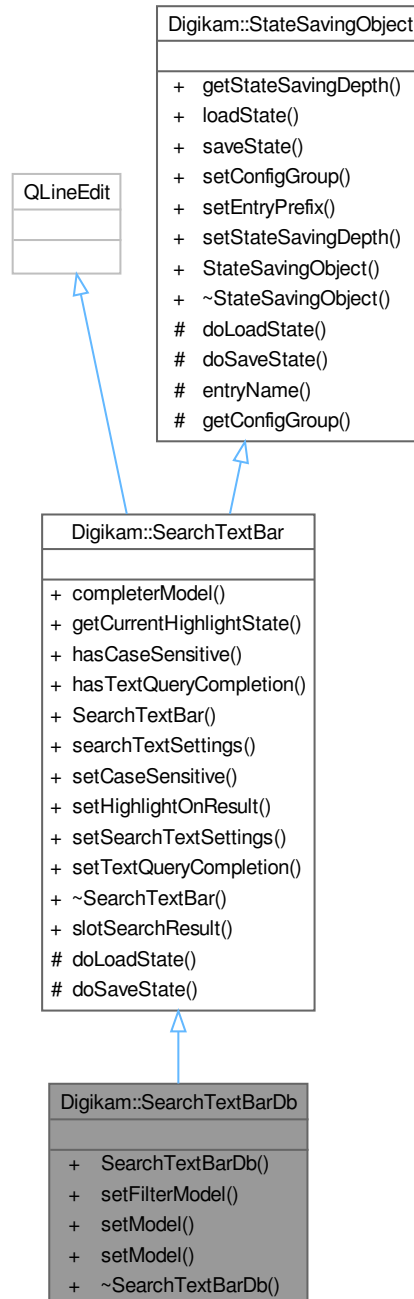 Digikam::StateSavingObject
+ getStateSavingDepth()
+ loadState()
+ saveState()
+ setConfigGroup()
+ setEntryPrefix()
+ setStateSavingDepth()
+ StateSavingObject()
+ ~StateSavingObject()
# doLoadState()
# doSaveState()
# entryName()
# getConfigGroup()
QLineEdit
Digikam::SearchTextBar
+ completerModel()
+ getCurrentHighlightState()
+ hasCaseSensitive()
+ hasTextQueryCompletion()
+ SearchTextBar()
+ searchTextSettings()
+ setCaseSensitive()
+ setHighlightOnResult()
+ setSearchTextSettings()
+ setTextQueryCompletion()
+ ~SearchTextBar()
+ slotSearchResult()
# doLoadState()
# doSaveState()
Digikam::SearchTextBarDb
+ SearchTextBarDb()
+ setFilterModel()
+ setModel()
+ setModel()
+ ~SearchTextBarDb()